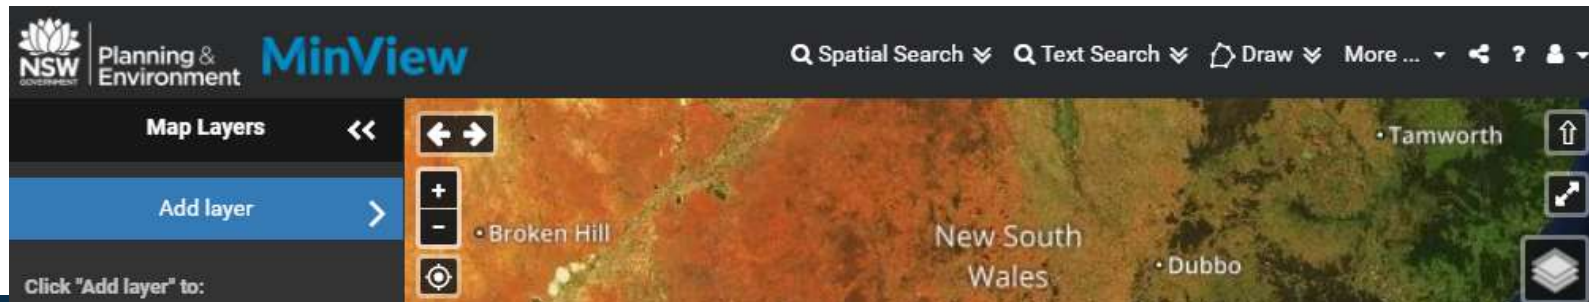 NSW
GOVERNMENT
Planning &
Environment
MinView
Spatial Search
Text Search
Draw
More ...
?
Map Layers
Add layer
Click "Add layer" to:
+
-
Broken Hill
New South
Wales
Dubbo
Tamworth